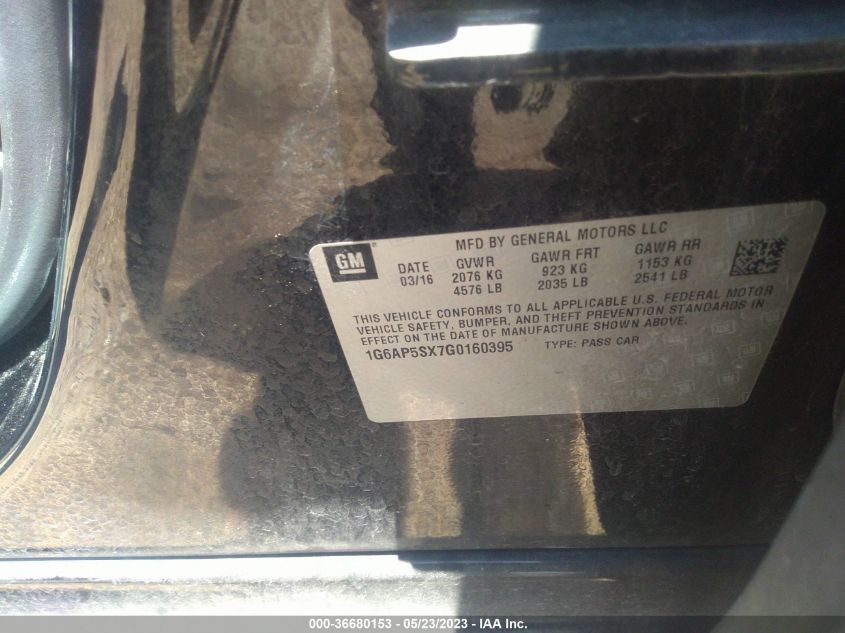 GM
MFD BY GENERAL MOTORS LLC
DATE GVWR GAWR FRT GAWR RR
03/16 2076 KG 923 KG 1153 KG
4576 LB 2035 LB 2541 LB
THIS VEHICLE CONFORMS TO ALL APPLICABLE U.S. FEDERAL MOTOR
VEHICLE SAFETY, BUMPER, AND THEFT PREVENTION STANDARDS IN
EFFECT ON THE DATE OF MANUFACTURE SHOWN ABOVE.
1G6AP5SX7G0160395 TYPE: PASS CAR
000-36680153 - 05/23/2023 - IAA Inc.